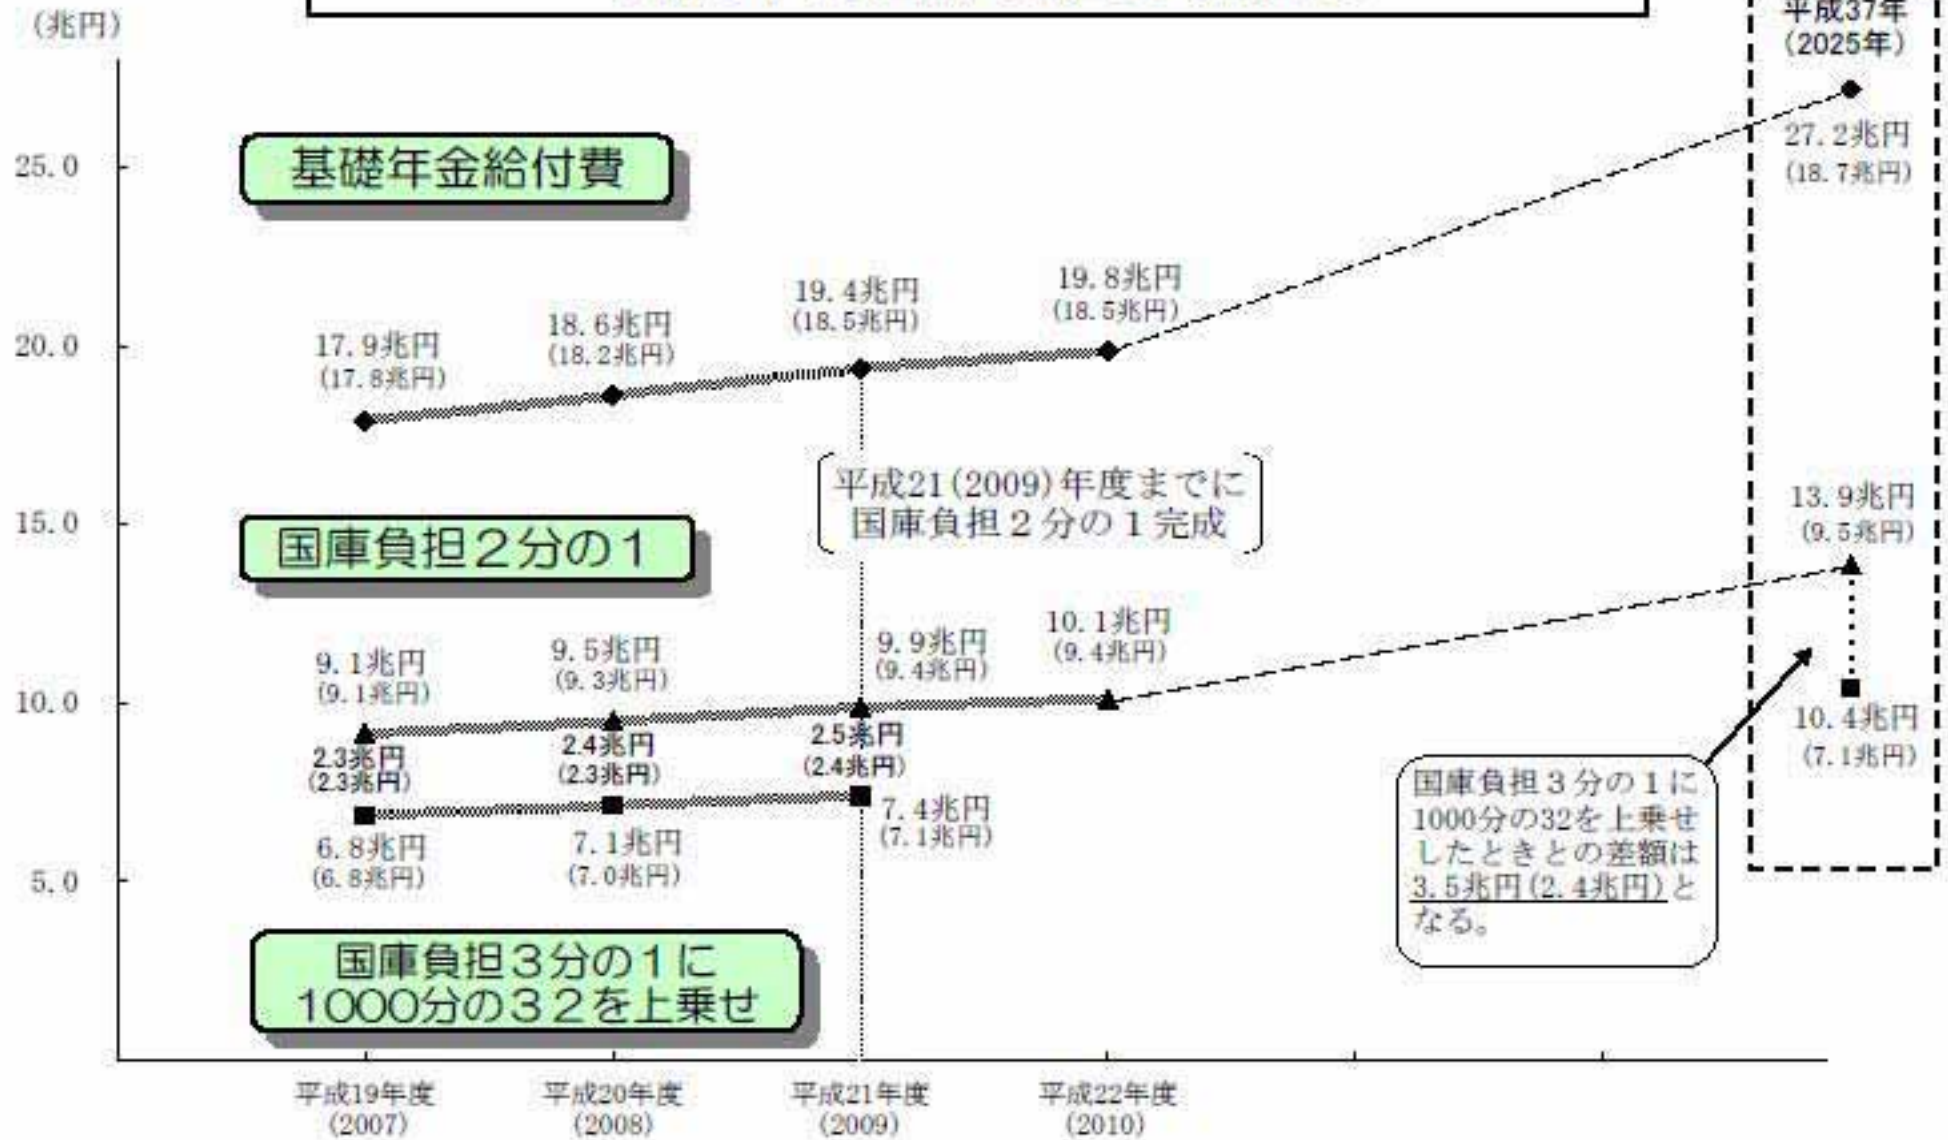 (兆円)
平成37年
(2025年)
25.0
20.0
15.0
10.0
5.0
基礎年金給付費
27.2兆円
(18.7兆円)
17.9兆円
(17.8兆円)
18.6兆円
(18.2兆円)
19.4兆円
(18.5兆円)
19.8兆円
(18.5兆円)
平成21(2009)年度までに
国庫負担2分の1完成
国庫負担2分の1
13.9兆円
(9.5兆円)
9.1兆円
(9.1兆円)
9.5兆円
(9.3兆円)
9.9兆円
(9.4兆円)
10.1兆円
(9.4兆円)
2.3兆円
(2.3兆円)
2.4兆円
(2.3兆円)
2.5兆円
(2.4兆円)
10.4兆円
(7.1兆円)
6.8兆円
(6.8兆円)
7.1兆円
(7.0兆円)
7.4兆円
(7.1兆円)
国庫負担3分の1に
1000分の32を上乗せ
したときとの差額は
3.5兆円(2.4兆円)と
なる。
国庫負担3分の1に
1000分の32を上乗せ
平成19年度
(2007)
平成20年度
(2008)
平成21年度
(2009)
平成22年度
(2010)